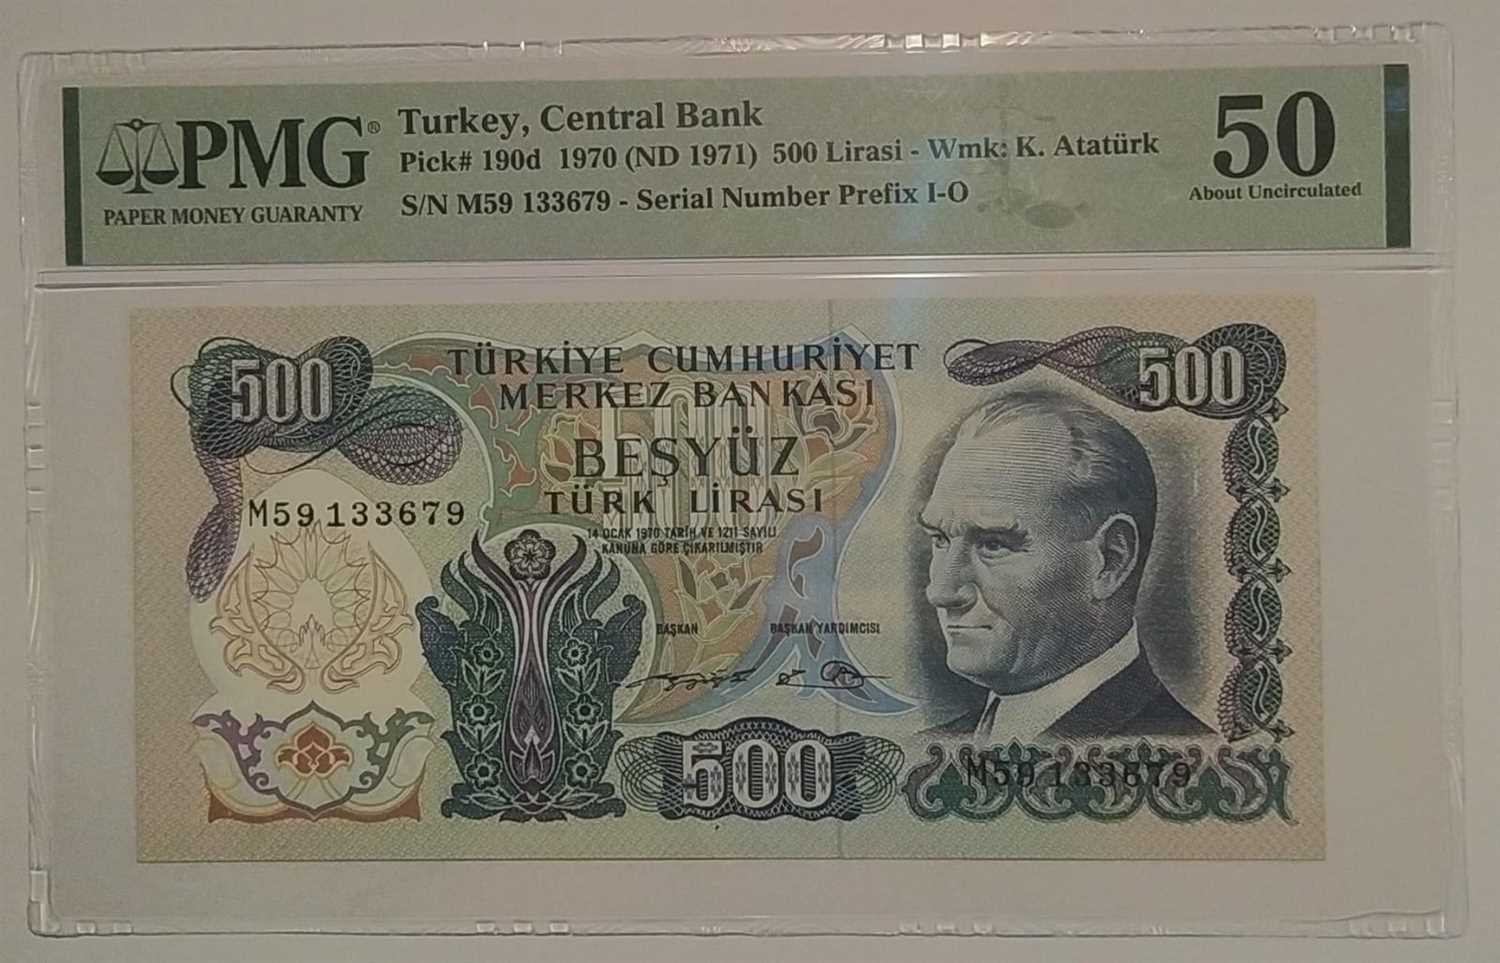 PMG®
PAPER MONEY GUARANTY
Turkey, Central Bank
Pick# 190d 1970 (ND 1971) 500 Lirasi - Wmk: K. Atatürk
S/N M59 133679 - Serial Number Prefix I-O
50
About Uncirculated
500
500
TÜRKİYE CUMHURİYET
MERKEZ BANKASI
500
BEŞYÜZ
TÜRK LİRASI
M59 133679
14 OCAK 1970 TARİH VE 1211 SAYILI
KANUNA GÖRE ÇIKARILMIŞTIR
BAŞKAN BAŞKAN YARDIMCISI
500
M59 133679